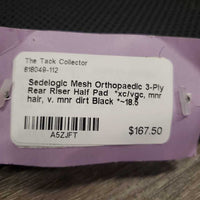 The Tack Collector
618049-112
Sedelogic Mesh Orthopaedic 3-Ply
Rear Riser Half Pad *xc/vgc, mnr
hair, v. mnr dirt Black *~18.5
$167.50
A5ZJFT